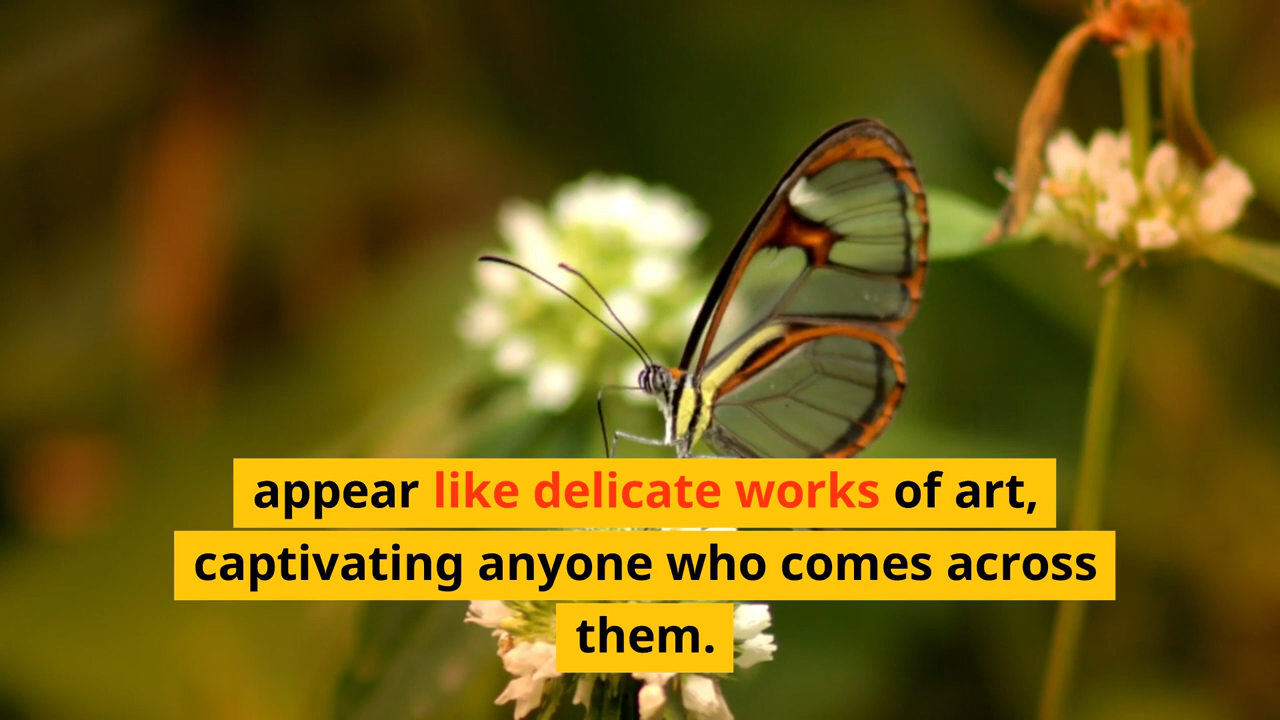 appear like delicate works of art,
captivating anyone who comes across
them.